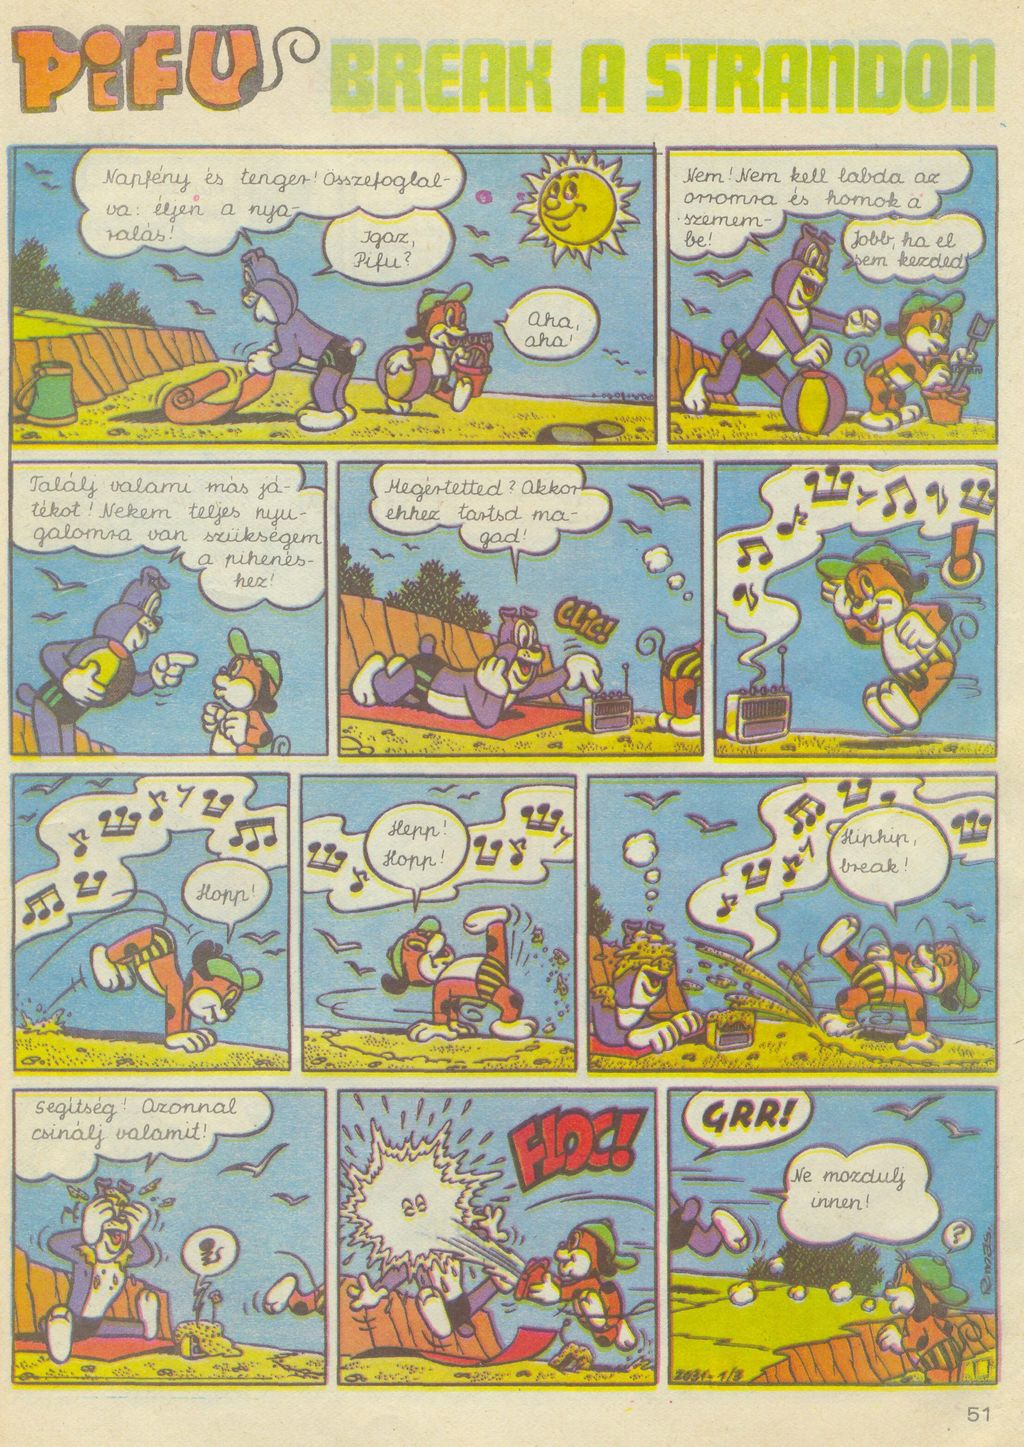 PIFU BREAK A STRANDON
Napfény és tenger! Összefoglal-
va: éljen a nya-
ralás!
Igaz,
Pifu?
Aha,
aha!
Nem! Nem kell labda az
orromra és homok a
szemem-
be!
Jobb, ha el
sem kezded
Találj valami más já-
tékot! Nekem teljes nyu-
galomra van szükségem
a pihenés-
hez!
Megértetted? Akkor
ehhez tartsd ma-
gad!
CLIC!
!
Hopp!
Hepp!
Hopp!
Hiphip,
break!
Segítség! Azonnal
csinálj valamit!
FLOC!
GRR!
Ne mozdulj
innen!
?
2031-1/3
51